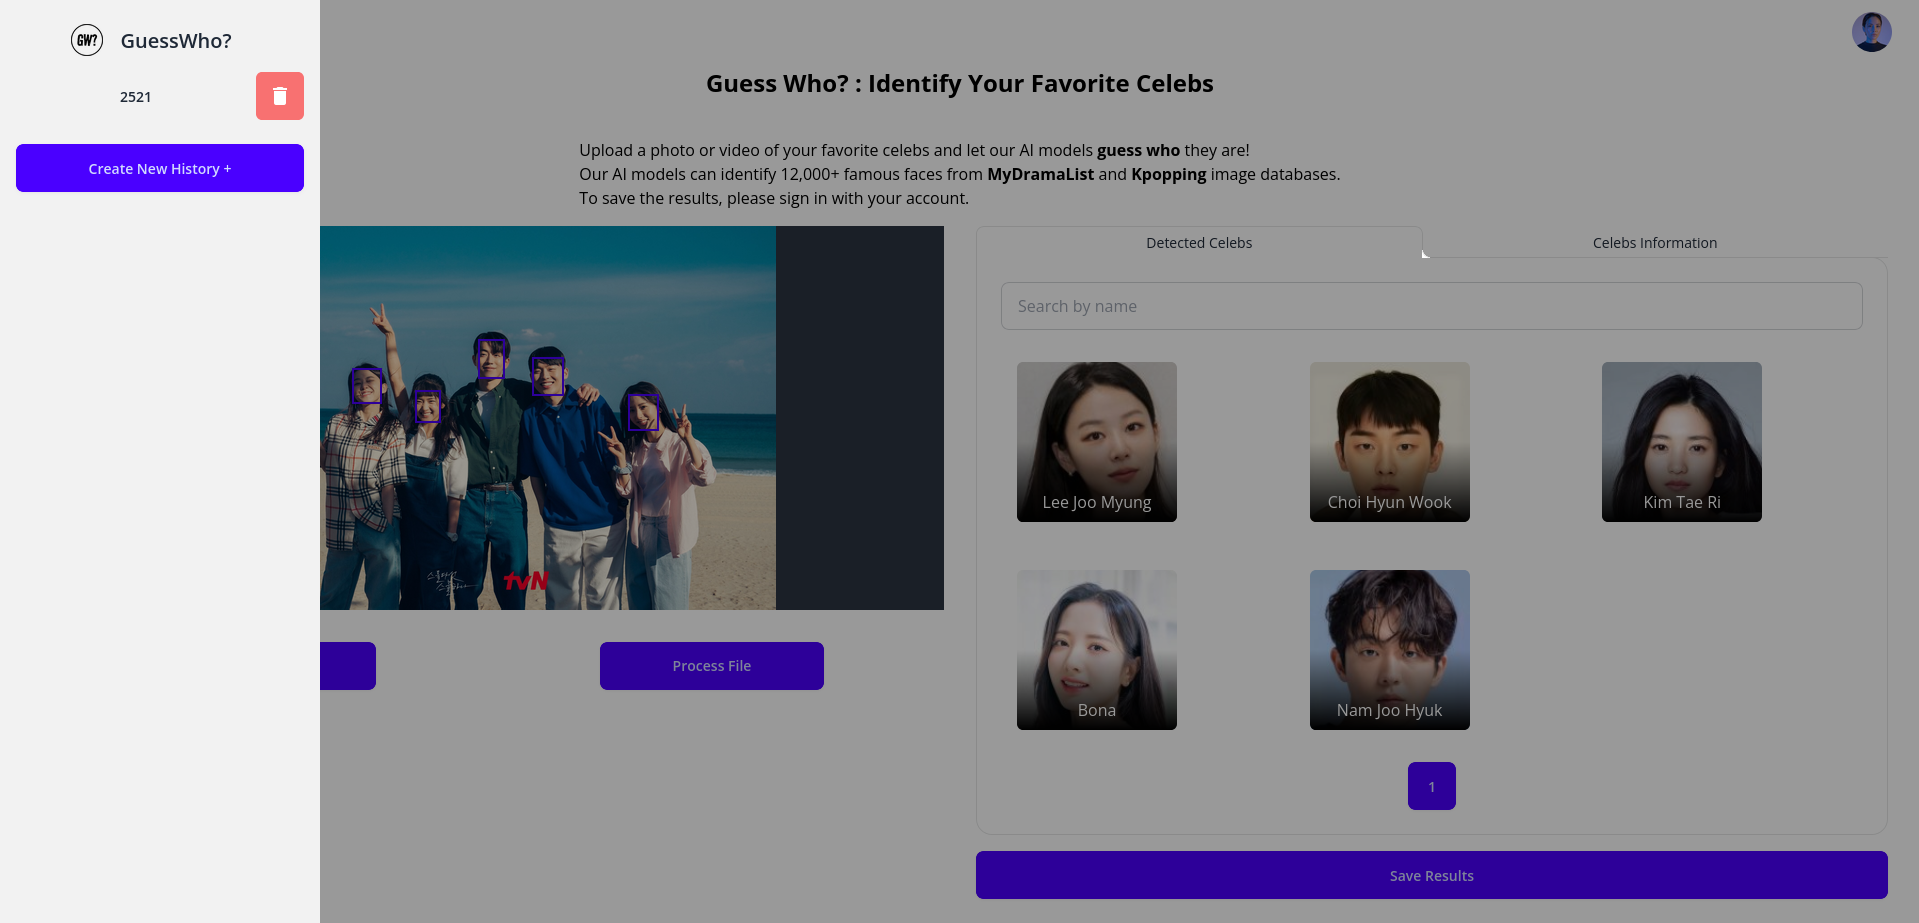 GW?
GuessWho?
2521
Create New History +
Guess Who? : Identify Your Favorite Celebs
Upload a photo or video of your favorite celebs and let our AI models guess who they are!
Our AI models can identify 12,000+ famous faces from MyDramaList and Kpopping image databases.
To save the results, please sign in with your account.
tvN
Process File
Detected Celebs
Celebs Information
Search by name
Lee Joo Myung
Choi Hyun Wook
Kim Tae Ri
Bona
Nam Joo Hyuk
1
Save Results